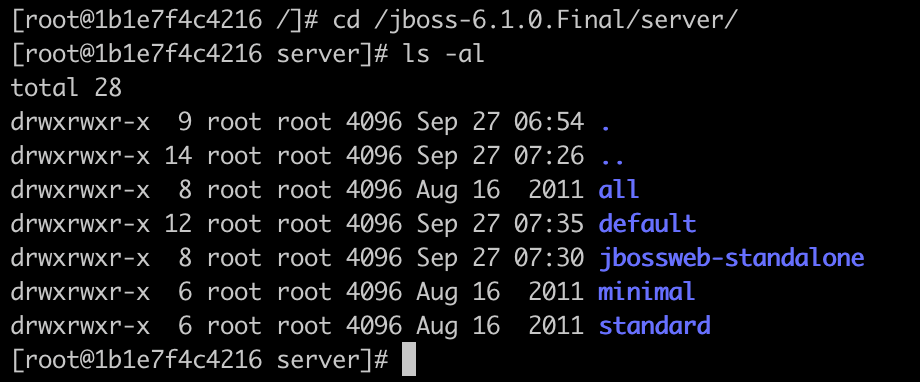 [root@1b1e7f4c4216 /]# cd /jboss-6.1.0.Final/server/
[root@1b1e7f4c4216 server]# ls -al
total 28
drwxrwxr-x  9 root root 4096 Sep 27 06:54 .
drwxrwxr-x 14 root root 4096 Sep 27 07:26 ..
drwxrwxr-x  8 root root 4096 Aug 16  2011 all
drwxrwxr-x 12 root root 4096 Sep 27 07:35 default
drwxrwxr-x  8 root root 4096 Sep 27 07:30 jbossweb-standalone
drwxrwxr-x  6 root root 4096 Aug 16  2011 minimal
drwxrwxr-x  6 root root 4096 Aug 16  2011 standard
[root@1b1e7f4c4216 server]#